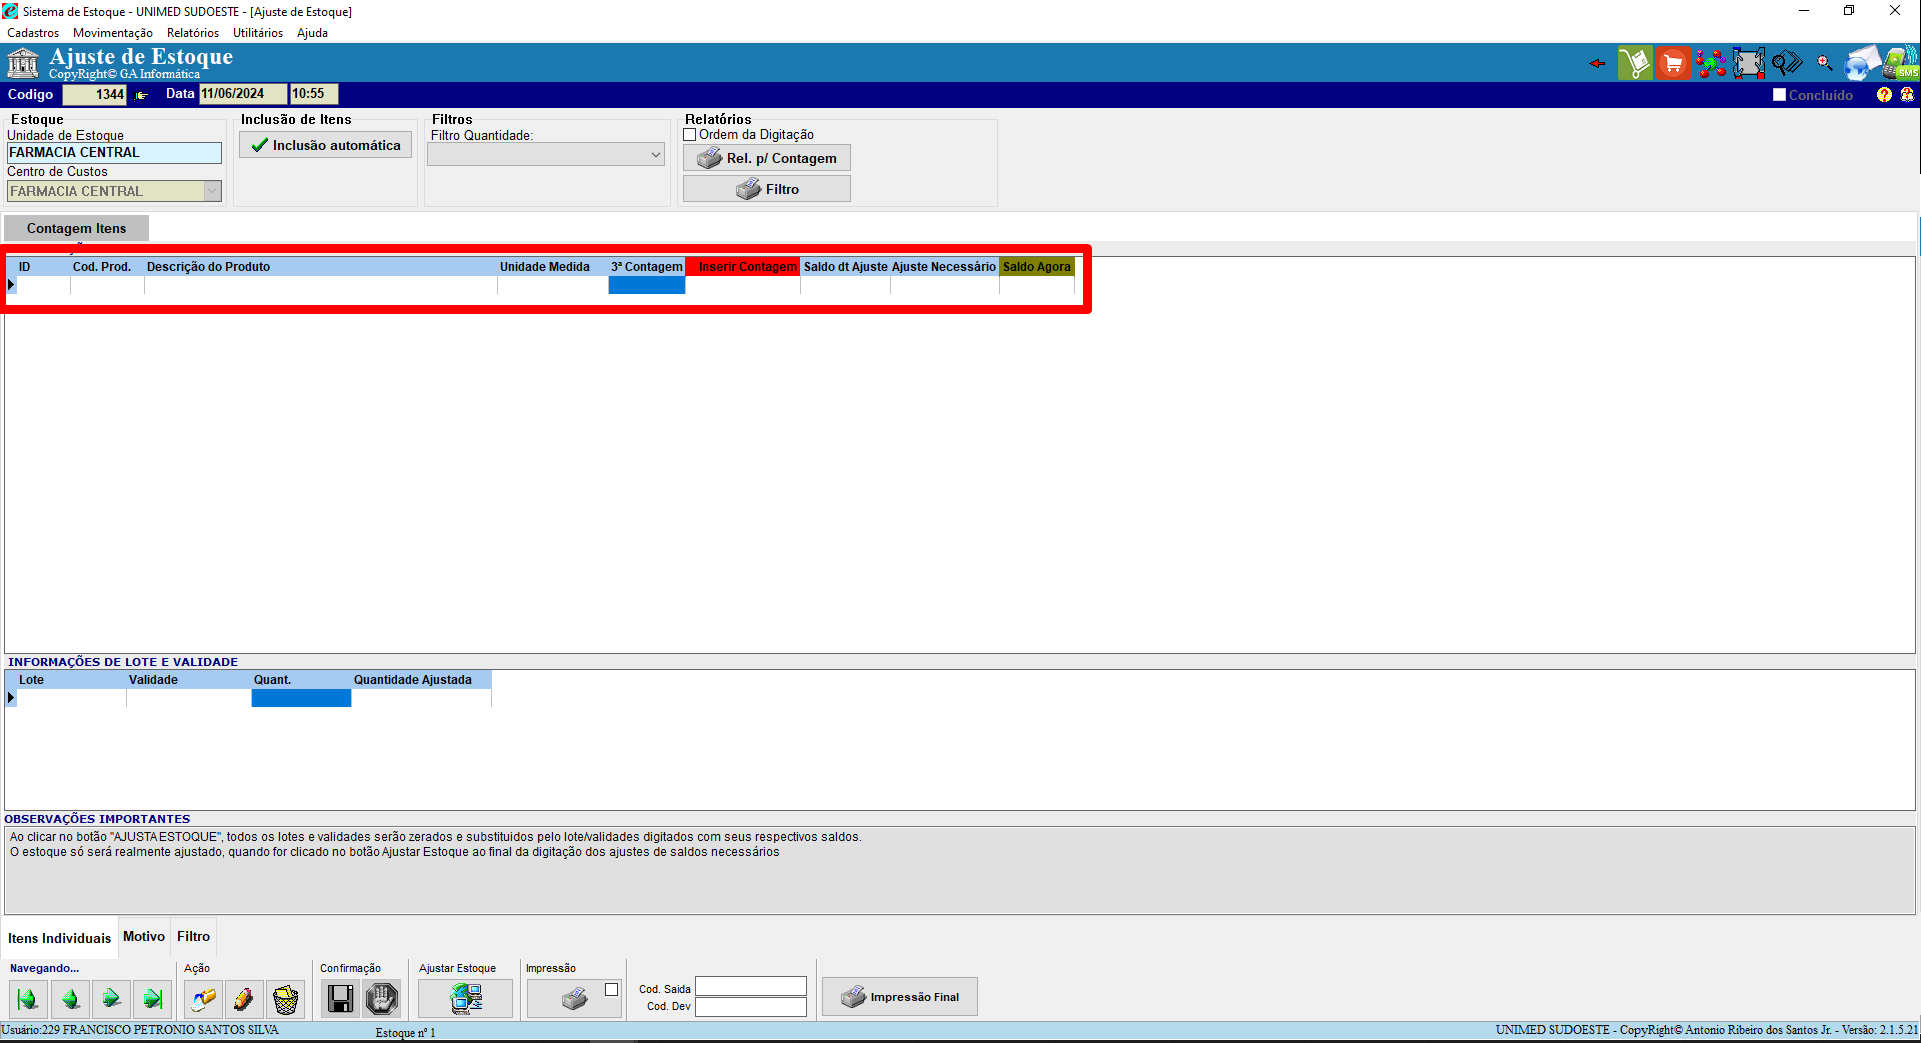 Sistema de Estoque - UNIMED SUDOESTE - [Ajuste de Estoque]
Cadastros Movimentação Relatórios Utilitários Ajuda
Ajuste de Estoque
CopyRight© GA Informática
SMS
Codigo 1344 Data 11/06/2024 10:55 Concluído
Estoque
Unidade de Estoque
FARMACIA CENTRAL
Centro de Custos
FARMACIA CENTRAL
Inclusão de Itens
Inclusão automática
Filtros
Filtro Quantidade:
Relatórios
Ordem da Digitação
Rel. p/ Contagem
Filtro
Contagem Itens
ID Cod. Prod. Descrição do Produto Unidade Medida 3ª Contagem Inserir Contagem Saldo dt Ajuste Ajuste Necessário Saldo Agora
INFORMAÇÕES DE LOTE E VALIDADE
Lote Validade Quant. Quantidade Ajustada
OBSERVAÇÕES IMPORTANTES
Ao clicar no botão "AJUSTA ESTOQUE", todos os lotes e validades serão zerados e substituidos pelo lote/validades digitados com seus respectivos saldos.
O estoque só será realmente ajustado, quando for clicado no botão Ajustar Estoque ao final da digitação dos ajustes de saldos necessários
Itens Individuais Motivo Filtro
Navegando... Ação Confirmação Ajustar Estoque Impressão
Cod. Saida
Cod. Dev
Impressão Final
Usuário:229 FRANCISCO PETRONIO SANTOS SILVA Estoque nº 1 UNIMED SUDOESTE - CopyRight© Antonio Ribeiro dos Santos Jr. - Versão: 2.1.5.21